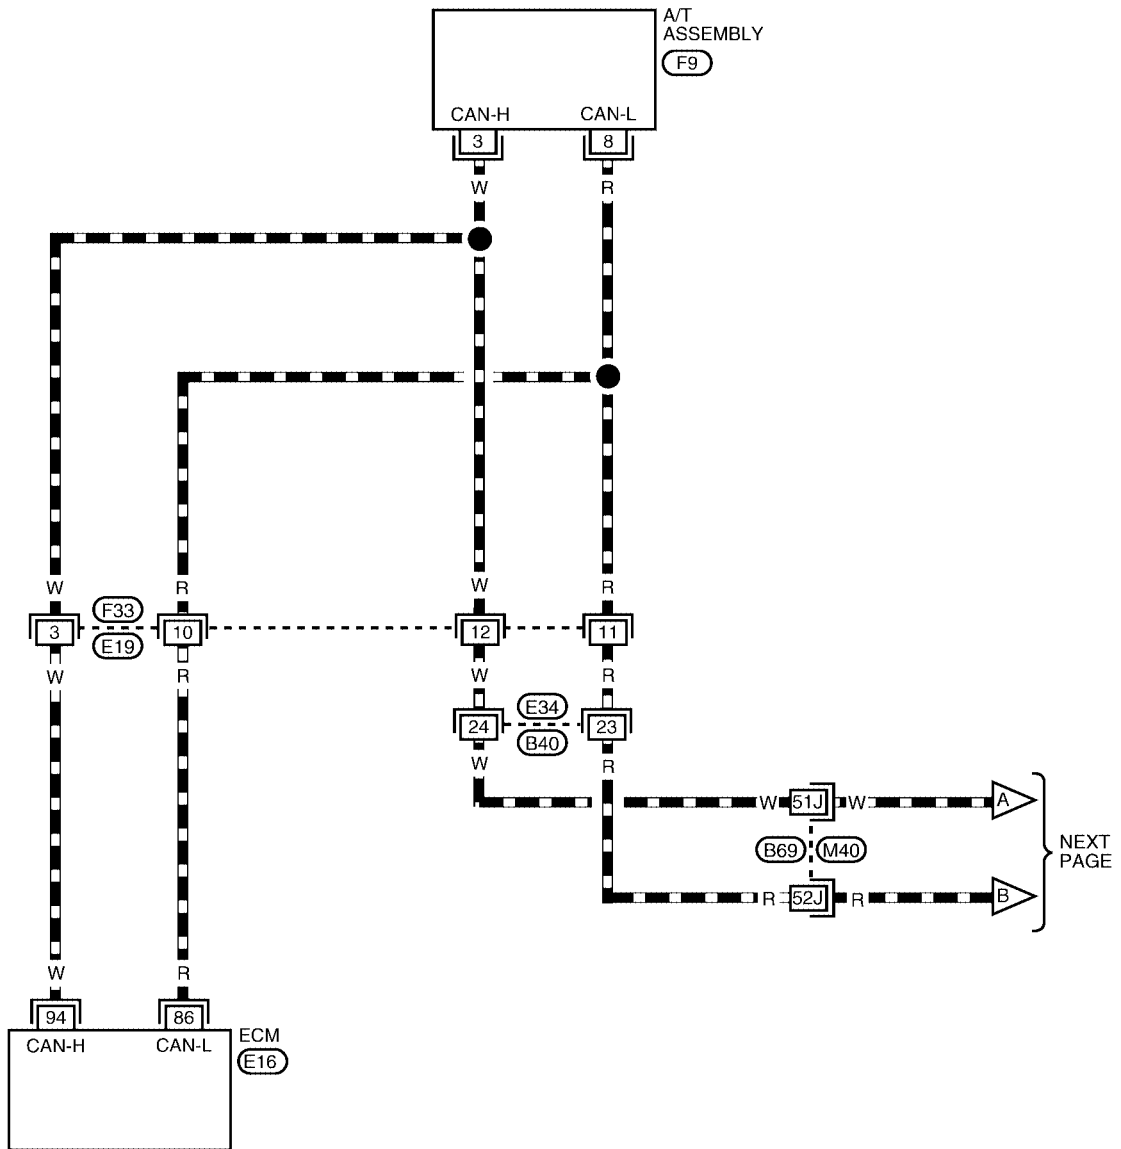 A/T
ASSEMBLY
F9
CAN-H CAN-L
3 8
W R
W R W R
F33
3 10 12 11
E19
W R W R
E34
24 23
B40
W R
W 51J W A
B69 M40
NEXT
PAGE
R 52J R B
W R
94 86
ECM
CAN-H CAN-L
E16